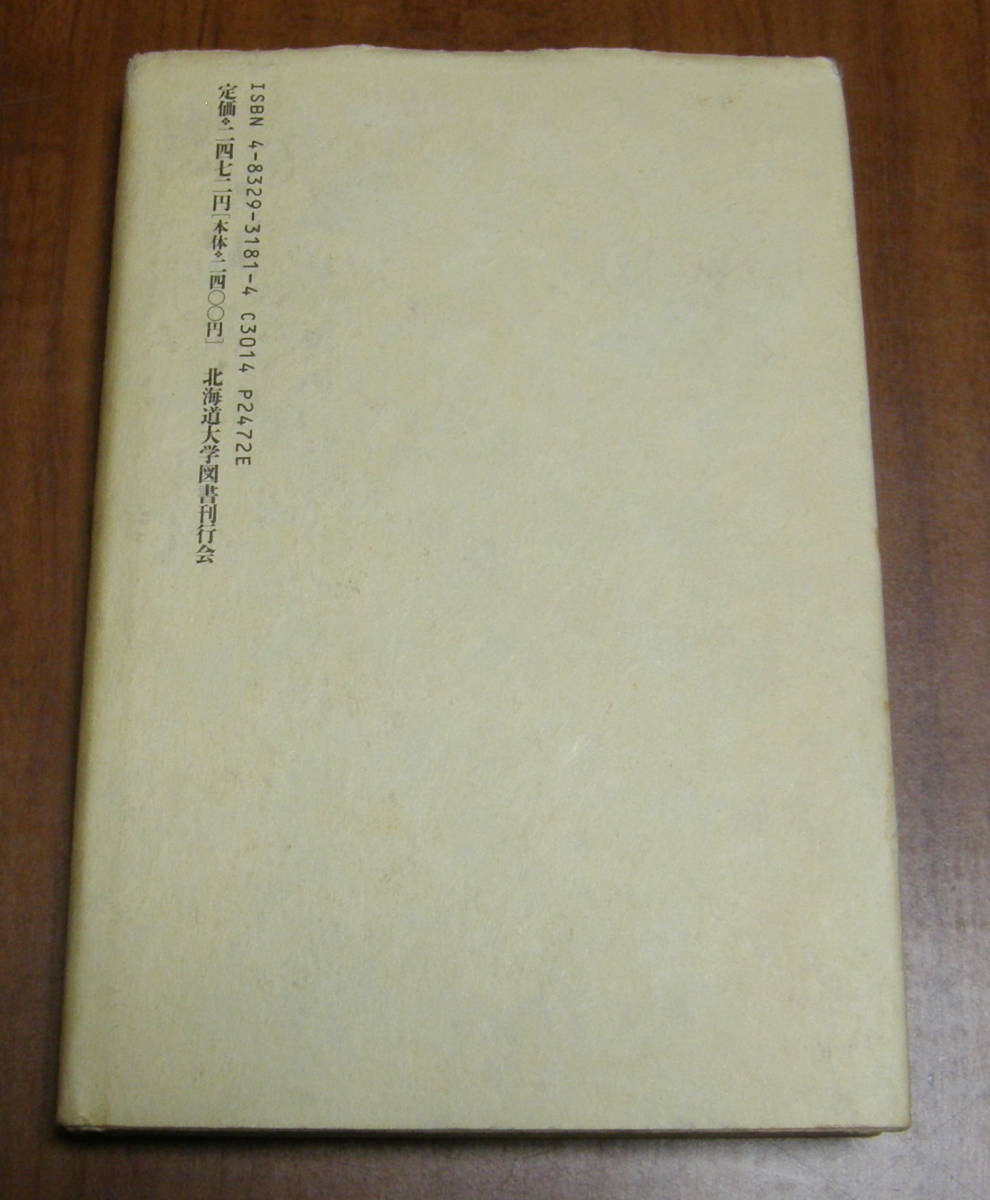 ISBN 4-8329-3181-4 C3014 P2472E
定価❖二四七二円[本体❖二四〇〇円] 北海道大学図書刊行会